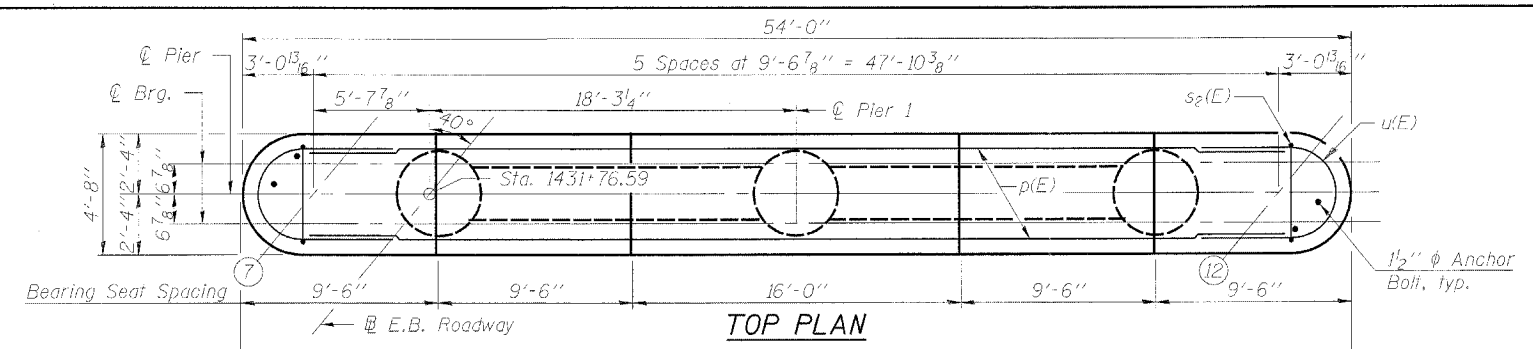 54'-0"
℄ Pier
3'-0 13/16"
5 Spaces at 9'-6 7/8" = 47'-10 3/8"
3'-0 13/16"
℄ Brg.
5'-7 7/8"
18'-3 1/4"
℄ Pier 1
s2(E)
u(E)
40°
4'-8"
2'-4"
2'-4"
6 7/8"
6 7/8"
Sta. 1431+76.59
p(E)
7
12
1 1/2" ϕ Anchor
Bolt, typ.
Bearing Seat Spacing
9'-6"
9'-6"
16'-0"
9'-6"
9'-6"
℄ E.B. Roadway
TOP PLAN